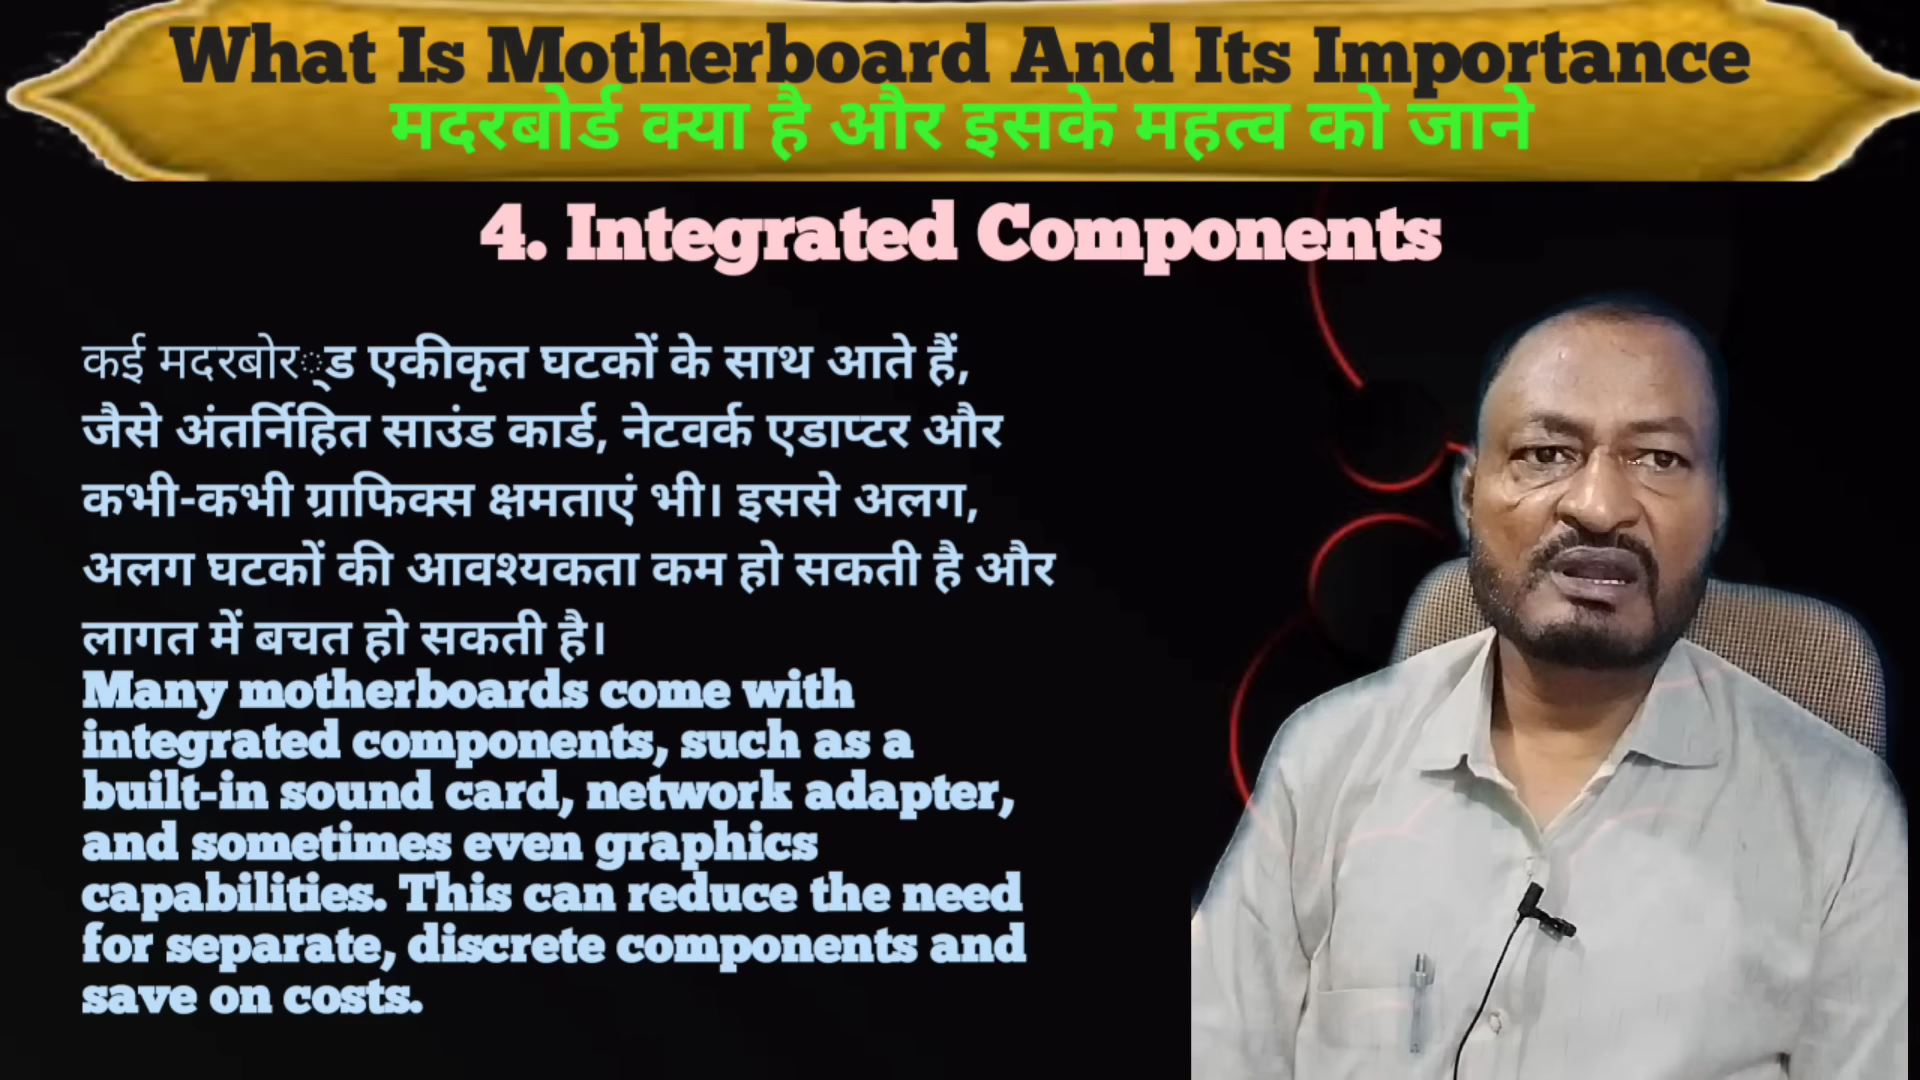 What Is Motherboard And Its Importance
मदरबोर्ड क्या है और इसके महत्व को जाने
4. Integrated Components
कई मदरबोर्ड एकीकृत घटकों के साथ आते हैं,
जैसे अंतर्निहित साउंड कार्ड, नेटवर्क एडाप्टर और
कभी-कभी ग्राफिक्स क्षमताएं भी। इससे अलग,
अलग घटकों की आवश्यकता कम हो सकती है और
लागत में बचत हो सकती है।
Many motherboards come with
integrated components, such as a
built-in sound card, network adapter,
and sometimes even graphics
capabilities. This can reduce the need
for separate, discrete components and
save on costs.